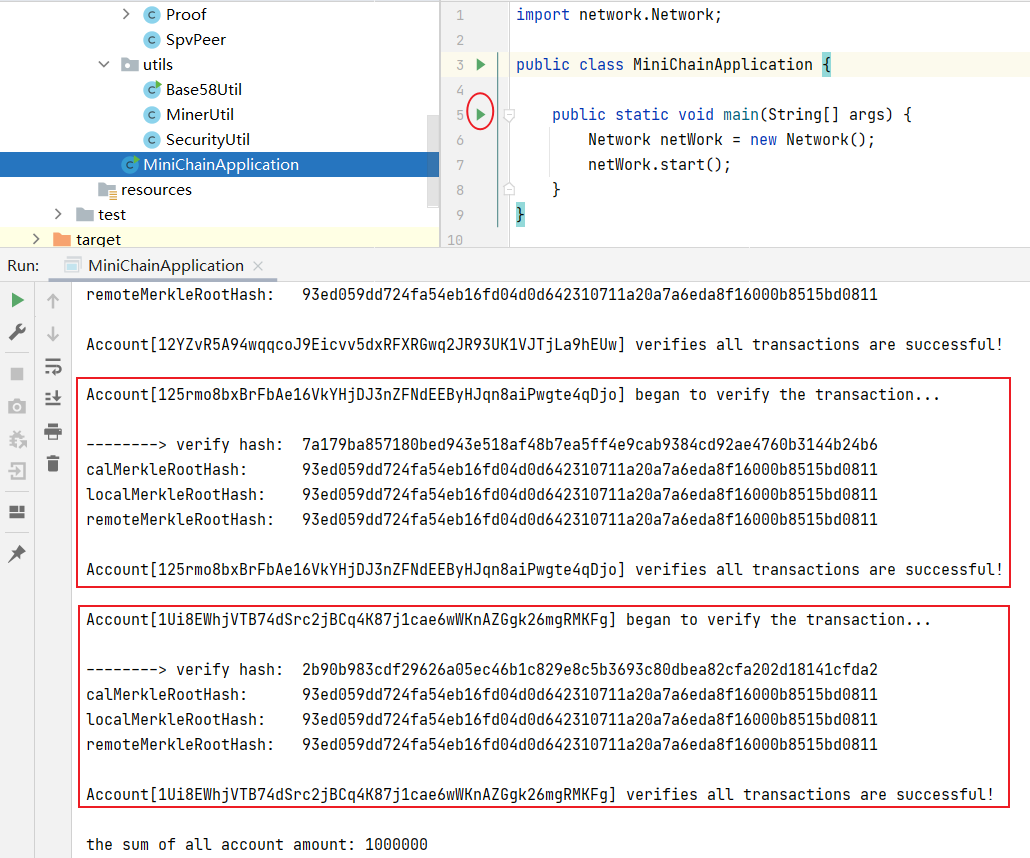 Proof
SpvPeer
utils
Base58Util
MinerUtil
SecurityUtil
MiniChainApplication
resources
test
target
1 import network.Network;
2
3 public class MiniChainApplication {
4
5 public static void main(String[] args) {
6 Network netWork = new Network();
7 netWork.start();
8 }
9 }
10
Run: MiniChainApplication
remoteMerkleRootHash: 93ed059dd724fa54eb16fd04d0d642310711a20a7a6eda8f16000b8515bd0811
Account[12YZvR5A94wqqcoJ9Eicvv5dxRFXRGwq2JR93UK1VJTjLa9hEUw] verifies all transactions are successful!
Account[125rmo8bxBrFbAe16VkYHjDJ3nZFNdEEByHJqn8aiPwgte4qDjo] began to verify the transaction...
--------> verify hash: 7a179ba857180bed943e518af48b7ea5ff4e9cab9384cd92ae4760b3144b24b6
calMerkleRootHash: 93ed059dd724fa54eb16fd04d0d642310711a20a7a6eda8f16000b8515bd0811
localMerkleRootHash: 93ed059dd724fa54eb16fd04d0d642310711a20a7a6eda8f16000b8515bd0811
remoteMerkleRootHash: 93ed059dd724fa54eb16fd04d0d642310711a20a7a6eda8f16000b8515bd0811
Account[125rmo8bxBrFbAe16VkYHjDJ3nZFNdEEByHJqn8aiPwgte4qDjo] verifies all transactions are successful!
Account[1Ui8EWhjVTB74dSrc2jBCq4K87j1cae6wWKnAZGgk26mgRMKFg] began to verify the transaction...
--------> verify hash: 2b90b983cdf29626a05ec46b1c829e8c5b3693c80dbea82cfa202d18141cfda2
calMerkleRootHash: 93ed059dd724fa54eb16fd04d0d642310711a20a7a6eda8f16000b8515bd0811
localMerkleRootHash: 93ed059dd724fa54eb16fd04d0d642310711a20a7a6eda8f16000b8515bd0811
remoteMerkleRootHash: 93ed059dd724fa54eb16fd04d0d642310711a20a7a6eda8f16000b8515bd0811
Account[1Ui8EWhjVTB74dSrc2jBCq4K87j1cae6wWKnAZGgk26mgRMKFg] verifies all transactions are successful!
the sum of all account amount: 1000000